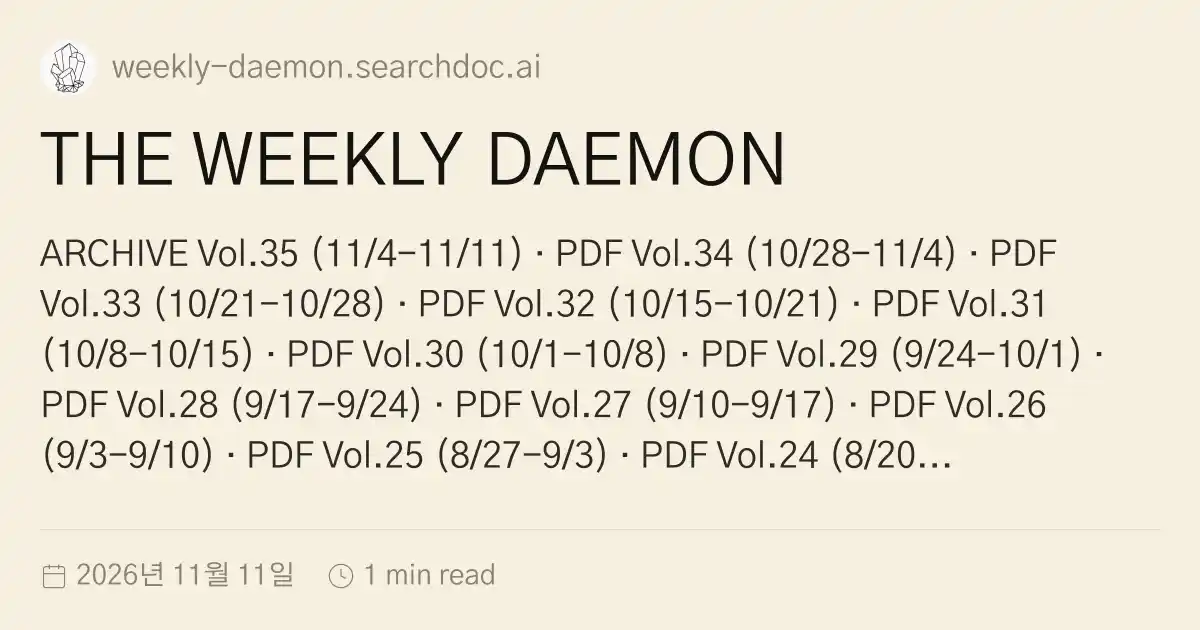 weekly-daemon.searchdoc.ai
THE WEEKLY DAEMON
ARCHIVE Vol.35 (11/4–11/11) · PDF Vol.34 (10/28–11/4) · PDF
Vol.33 (10/21–10/28) · PDF Vol.32 (10/15–10/21) · PDF Vol.31
(10/8–10/15) · PDF Vol.30 (10/1–10/8) · PDF Vol.29 (9/24–10/1) ·
PDF Vol.28 (9/17–9/24) · PDF Vol.27 (9/10–9/17) · PDF Vol.26
(9/3–9/10) · PDF Vol.25 (8/27–9/3) · PDF Vol.24 (8/20...
2026년 11월 11일 1 min read